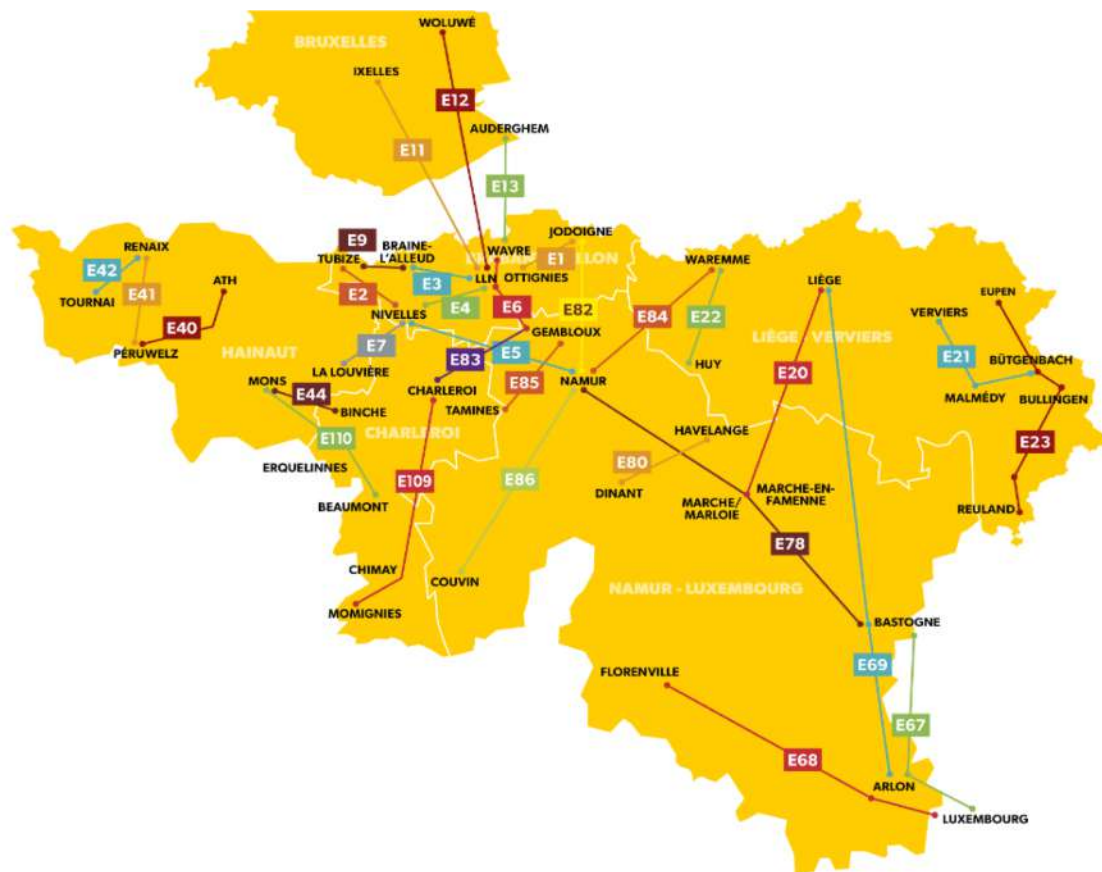 WOLUWÉ
BRUXELLES
IXELLES
E12
AUDERGHEM
E11
E13
JODOIGNE
RENAIX
E9
BRAINE-
L'ALLEUD
WAVRE
TUBIZE
E1
WAREMME
E42
E3
LLN
OTTIGNIES
LIÈGE
ATH
TOURNAI
E41
E2
E4
E6
E82
E84
E22
EUPEN
NIVELLES
VERVIERS
E40
GEMBLOUX
LIÈGE - VERVIERS
PÉRUWELZ
HAINAUT
E7
E83
E5
E21
BÜTGENBACH
LA LOUVIÈRE
HUY
E20
MONS
E44
CHARLEROI
E85
NAMUR
MALMÉDY
BULLINGEN
BINCHE
TAMINES
CHARLEROI
HAVELANGE
E110
E23
ERQUELINNES
E109
E86
E80
DINANT
MARCHE/
MARLOIE
MARCHE-EN-
FAMENNE
BEAUMONT
REULAND
E78
CHIMAY
COUVIN
NAMUR - LUXEMBOURG
MOMIGNIES
BASTOGNE
FLORENVILLE
E69
E67
E68
ARLON
LUXEMBOURG